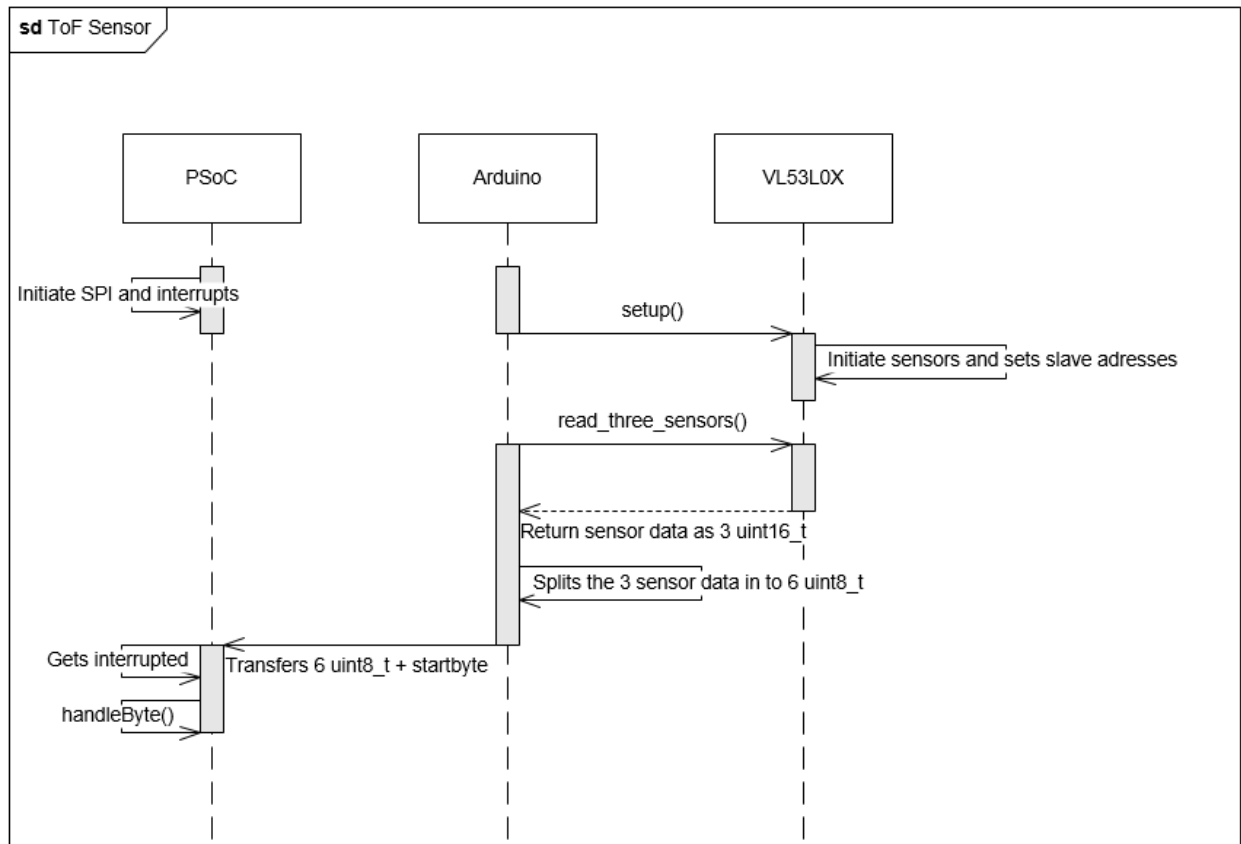 sd ToF Sensor
PSoC
Arduino
VL53L0X
Initiate SPI and interrupts
setup()
Initiate sensors and sets slave adresses
read_three_sensors()
Return sensor data as 3 uint16_t
Splits the 3 sensor data in to 6 uint8_t
Gets interrupted
Transfers 6 uint8_t + startbyte
handleByte()